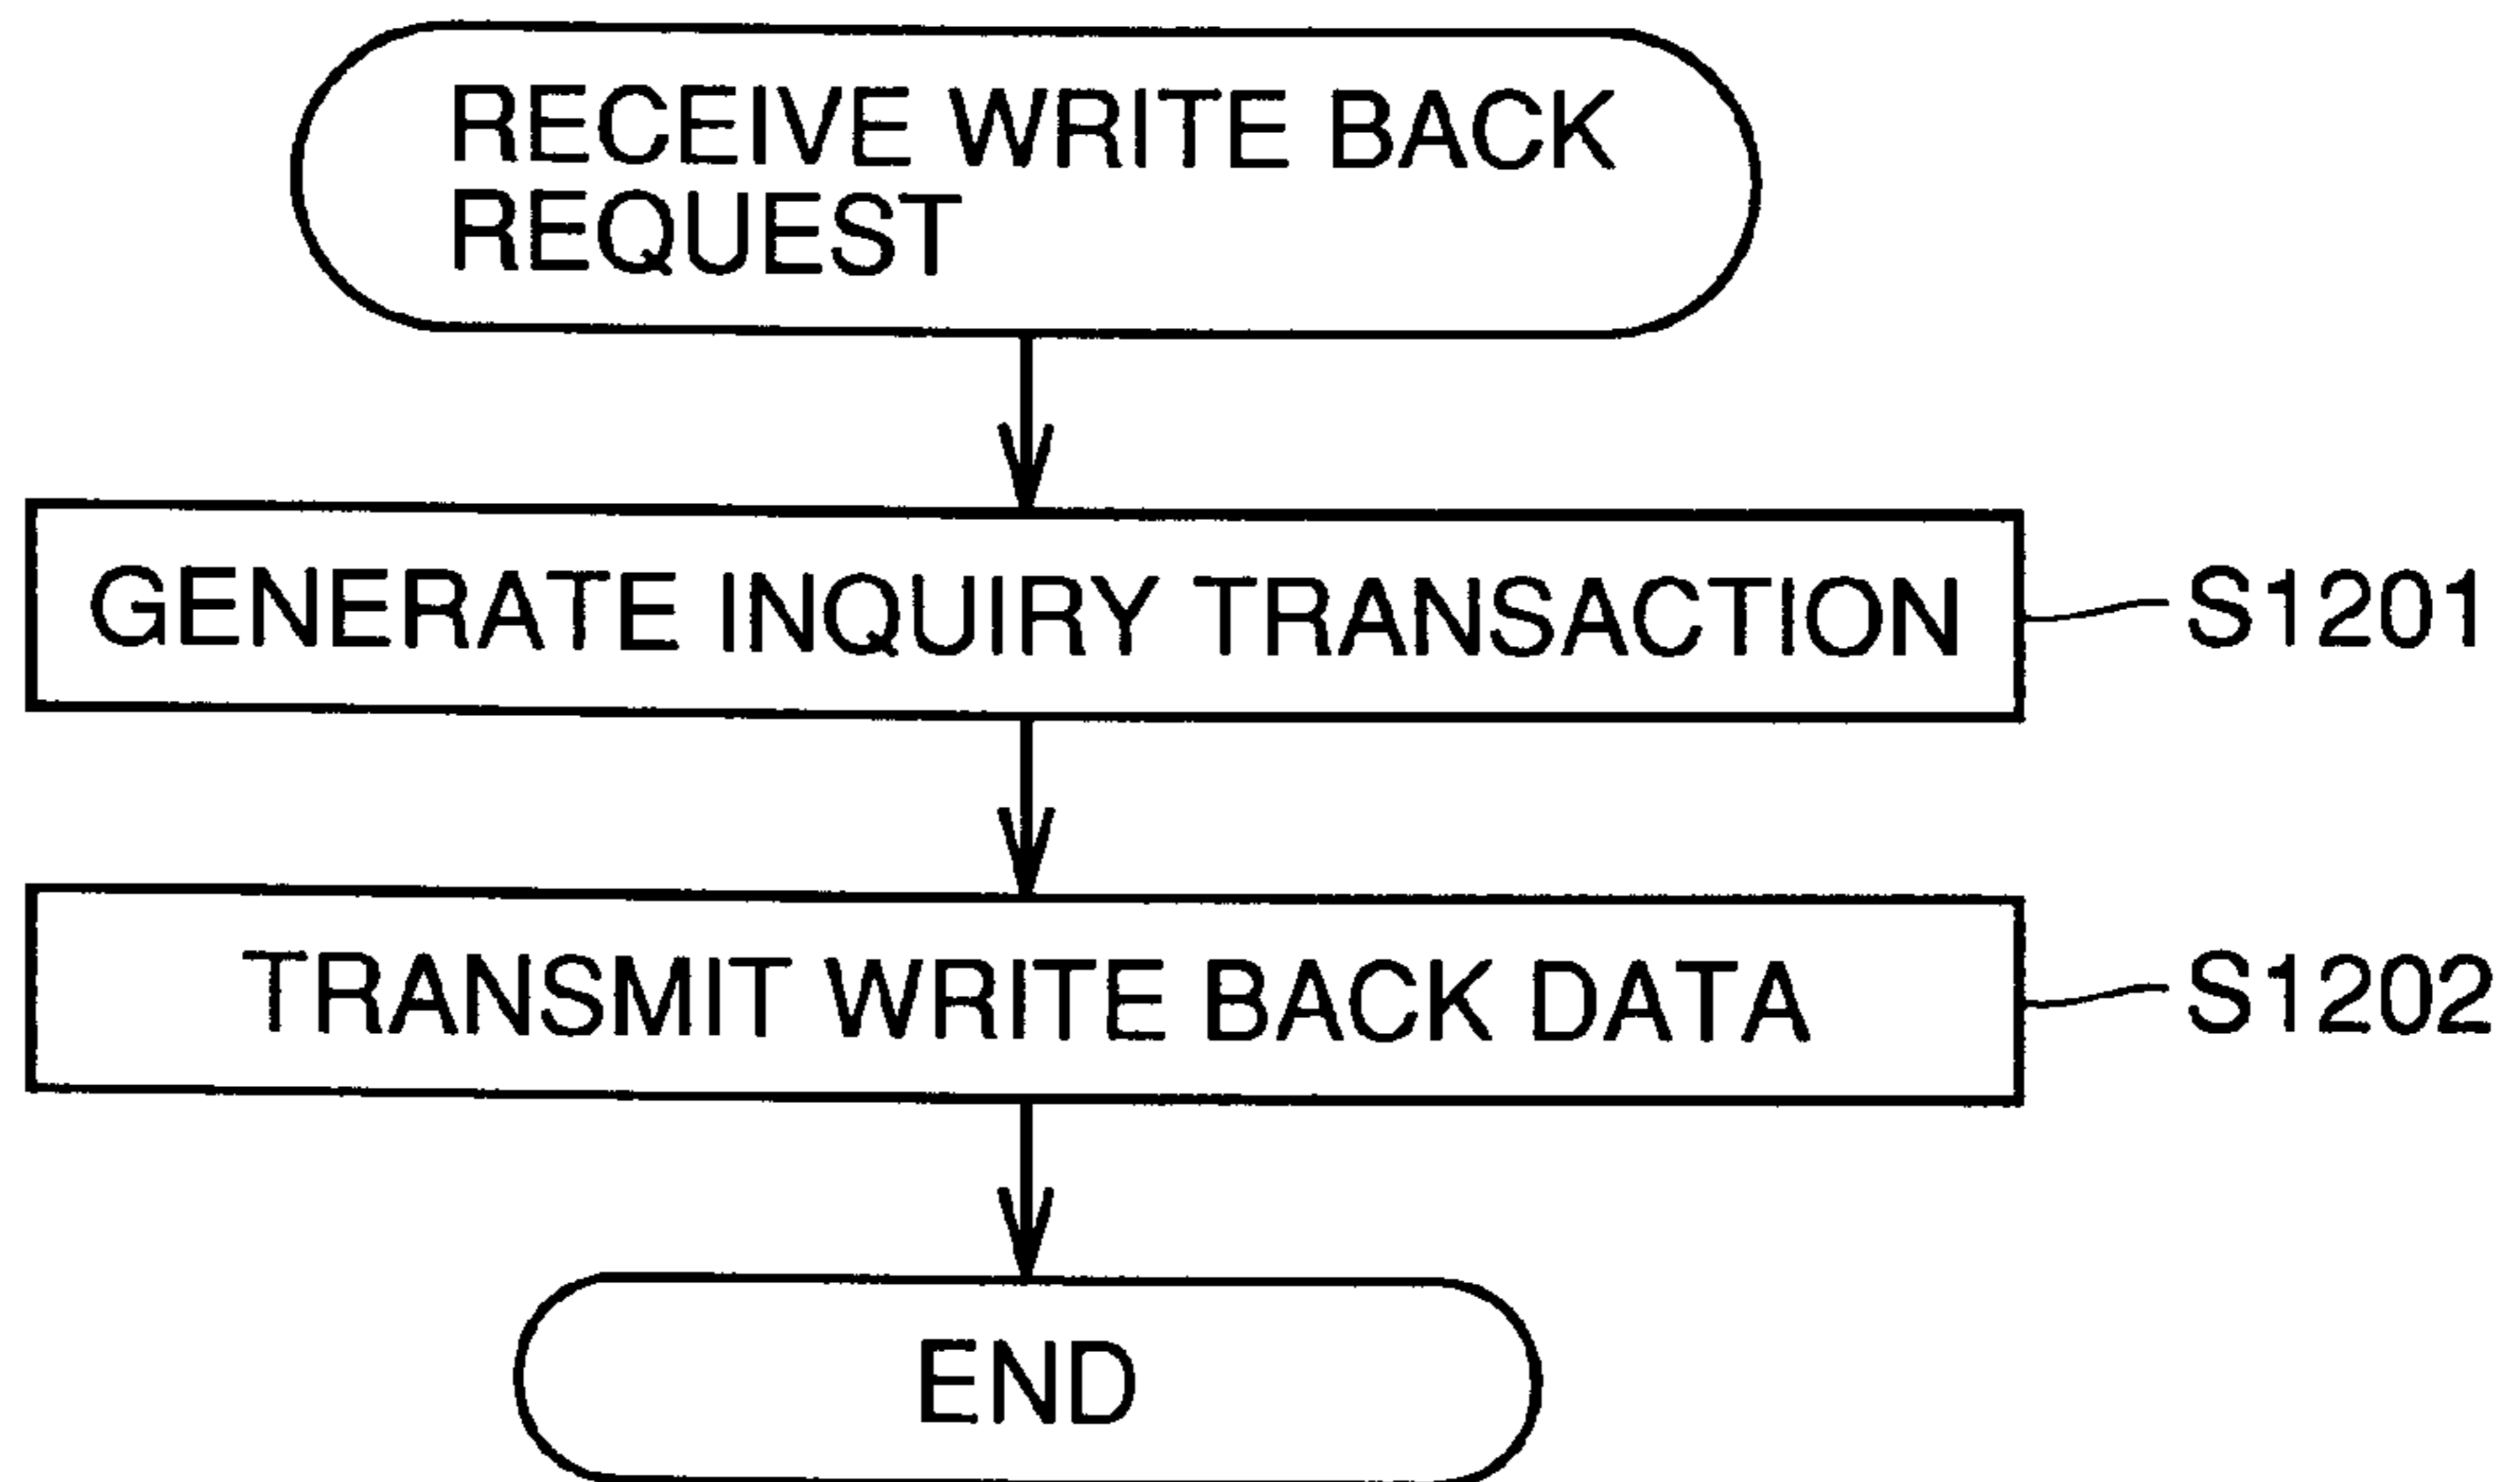 RECEIVE WRITE BACK
REQUEST
GENERATE INQUIRY TRANSACTION
S1201
TRANSMIT WRITE BACK DATA
S1202
END